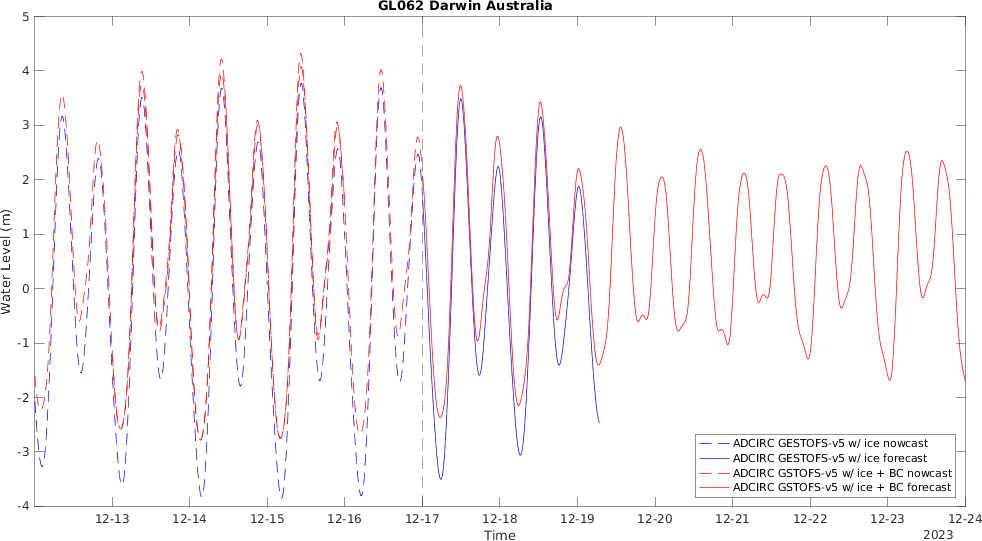 GL062 Darwin Australia
5
4
3
2
1
0
-1
-2
-3
-4
Water Level (m)
12-13 12-14 12-15 12-16 12-17 12-18 12-19 12-20 12-21 12-22 12-23 12-24
Time
2023
ADCIRC GESTOFS-v5 w/ ice nowcast
ADCIRC GESTOFS-v5 w/ ice forecast
ADCIRC GSTOFS-v5 w/ ice + BC nowcast
ADCIRC GSTOFS-v5 w/ ice + BC forecast